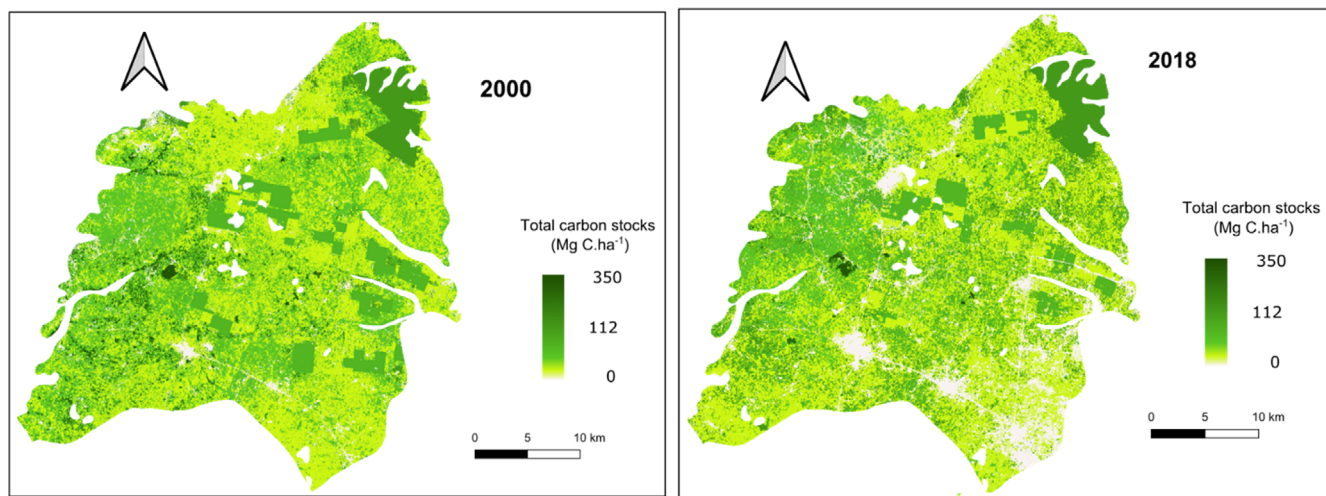 2000
Total carbon stocks
(Mg C.ha⁻¹)
350
112
0
0 5 10 km
2018
Total carbon stocks
(Mg C.ha⁻¹)
350
112
0
0 5 10 km